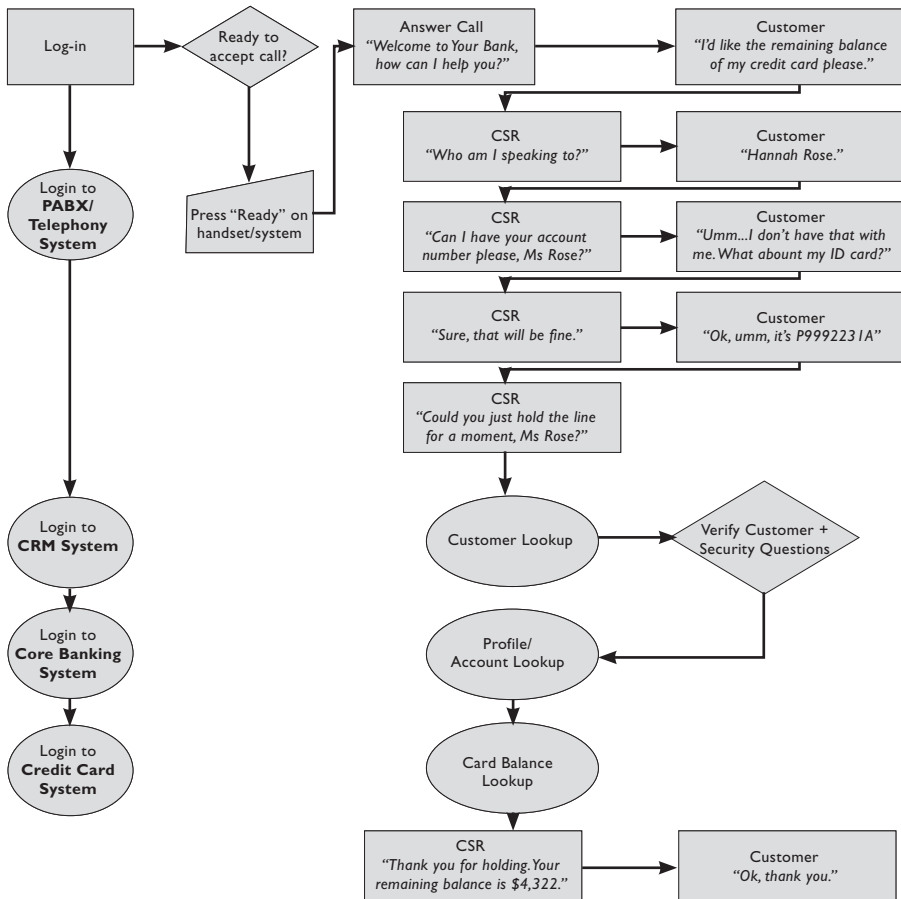 Log-in
Ready to
accept call?
Answer Call
“Welcome to Your Bank,
how can I help you?”
Customer
“I’d like the remaining balance
of my credit card please.”
CSR
“Who am I speaking to?”
Customer
“Hannah Rose.”
Login to
PABX/
Telephony
System
Press “Ready” on
handset/system
CSR
“Can I have your account
number please, Ms Rose?”
Customer
“Umm...I don’t have that with
me. What abount my ID card?”
CSR
“Sure, that will be fine.”
Customer
“Ok, umm, it’s P9992231A”
CSR
“Could you just hold the line
for a moment, Ms Rose?”
Login to
CRM System
Customer Lookup
Verify Customer +
Security Questions
Login to
Core Banking
System
Profile/
Account Lookup
Login to
Credit Card
System
Card Balance
Lookup
CSR
“Thank you for holding. Your
remaining balance is $4,322.”
Customer
“Ok, thank you.”